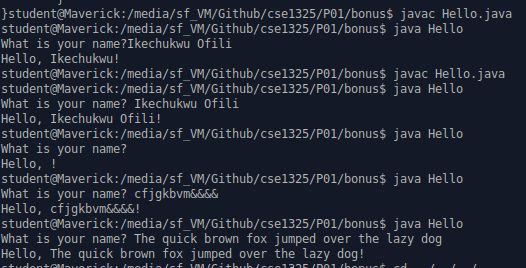 }student@Maverick:/media/sf_VM/Github/cse1325/P01/bonus$ javac Hello.java
student@Maverick:/media/sf_VM/Github/cse1325/P01/bonus$ java Hello
What is your name?Ikechukwu Ofili
Hello, Ikechukwu!
student@Maverick:/media/sf_VM/Github/cse1325/P01/bonus$ javac Hello.java
student@Maverick:/media/sf_VM/Github/cse1325/P01/bonus$ java Hello
What is your name? Ikechukwu Ofili
Hello, Ikechukwu Ofili!
student@Maverick:/media/sf_VM/Github/cse1325/P01/bonus$ java Hello
What is your name?
Hello, !
student@Maverick:/media/sf_VM/Github/cse1325/P01/bonus$ java Hello
What is your name? cfjgkbvm&&&&
Hello, cfjgkbvm&&&&!
student@Maverick:/media/sf_VM/Github/cse1325/P01/bonus$ java Hello
What is your name? The quick brown fox jumped over the lazy dog
Hello, The quick brown fox jumped over the lazy dog!
student@Maverick:/media/sf_VM/Github/cse1325/P01/bonus$